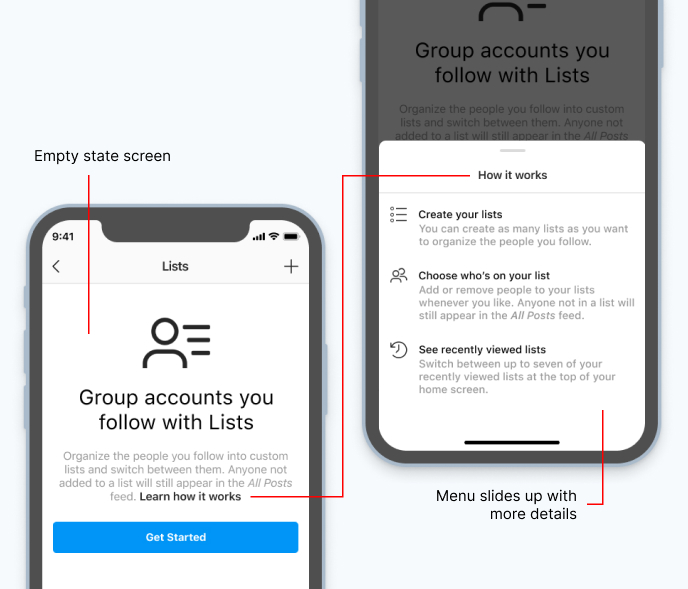 Group accounts you
follow with Lists
Organize the people you follow into custom
lists and switch between them. Anyone not
added to a list will still appear in the All Posts
How it works
Create your lists
You can create as many lists as you want
to organize the people you follow.
Choose who's on your list
Add or remove people to your lists
whenever you like. Anyone not in a list will
still appear in the All Posts feed.
See recently viewed lists
Switch between up to seven of your
recently viewed lists at the top of your
home screen.
Menu slides up with
more details
Empty state screen
9:41
Lists
Group accounts you
follow with Lists
Organize the people you follow into custom
lists and switch between them. Anyone not
added to a list will still appear in the All Posts
feed. Learn how it works
Get Started